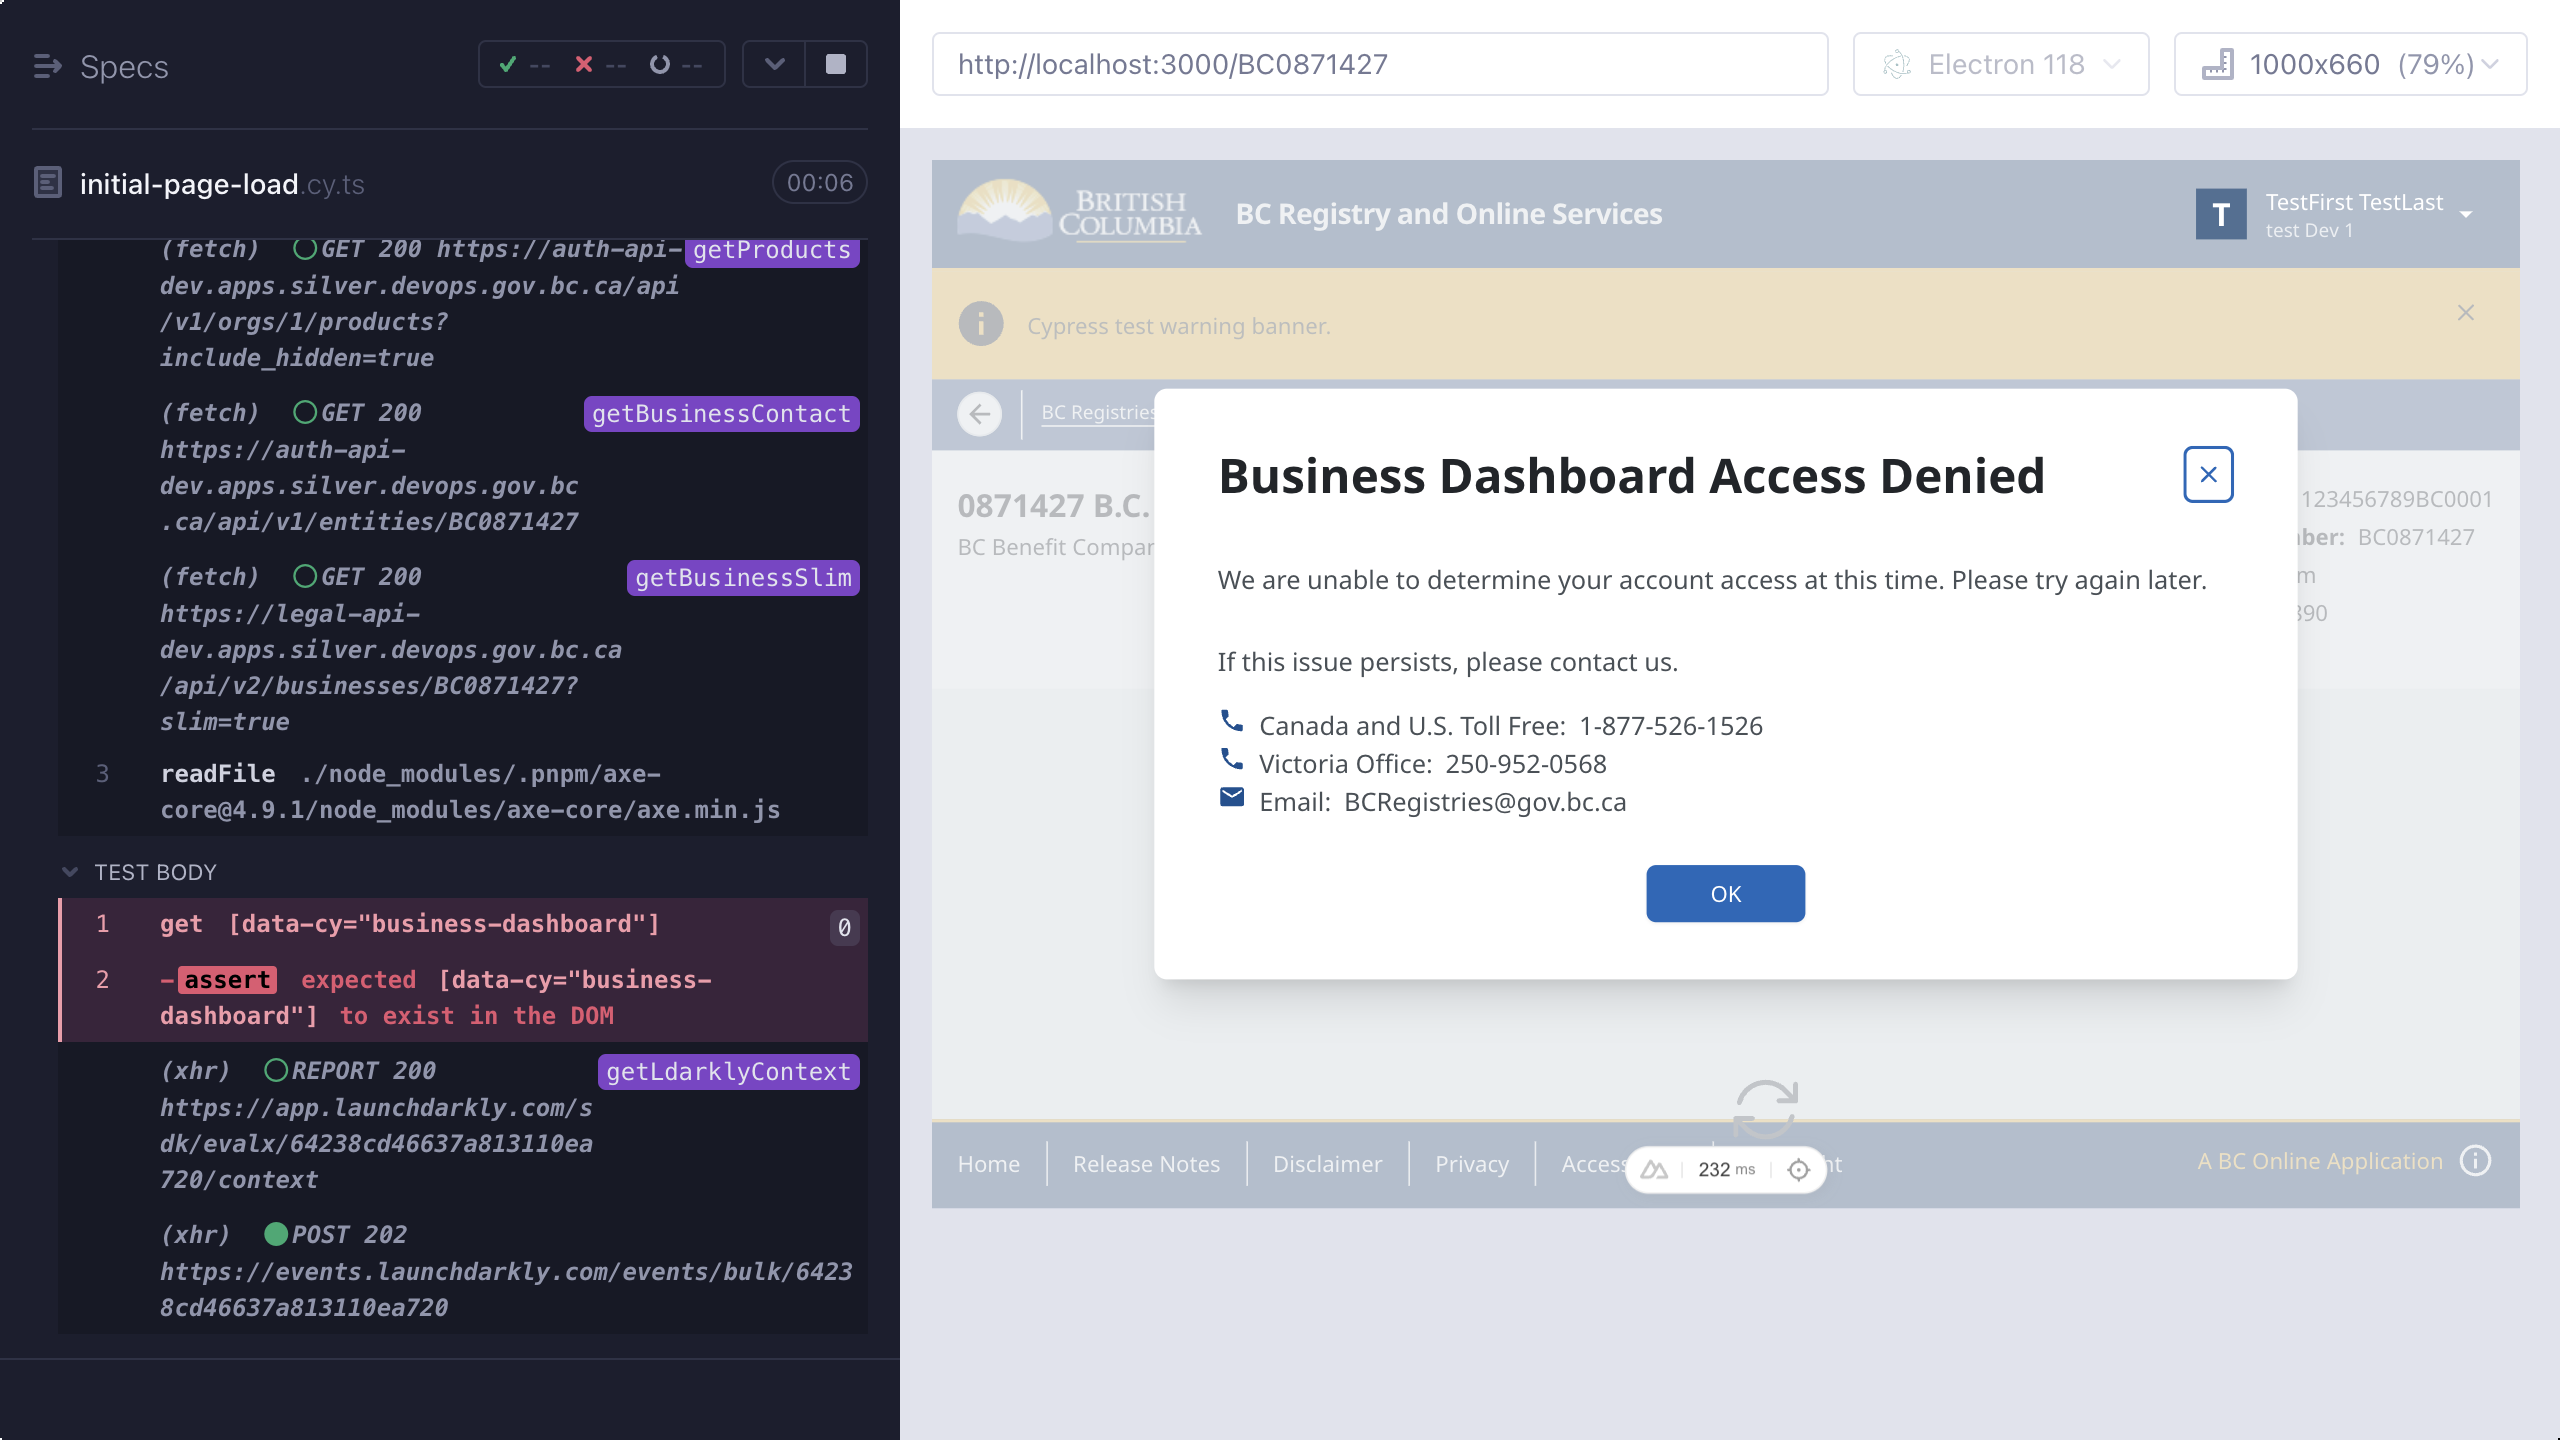 Specs
-- -- --
initial-page-load.cy.ts
00:06
(fetch) GET 200 https://auth-api- getProducts
dev.apps.silver.devops.gov.bc.ca/api
/v1/orgs/1/products?
include_hidden=true
(fetch) GET 200 getBusinessContact
https://auth-api-
dev.apps.silver.devops.gov.bc
.ca/api/v1/entities/BC0871427
(fetch) GET 200 getBusinessSlim
https://legal-api-
dev.apps.silver.devops.gov.bc.ca
/api/v2/businesses/BC0871427?
slim=true
3 readFile ./node_modules/.pnpm/axe-
core@4.9.1/node_modules/axe-core/axe.min.js
TEST BODY
1 get [data-cy="business-dashboard"] 0
2 -assert expected [data-cy="business-
dashboard"] to exist in the DOM
(xhr) REPORT 200 getLdarklyContext
https://app.launchdarkly.com/s
dk/evalx/64238cd46637a813110ea
720/context
(xhr) POST 202
https://events.launchdarkly.com/events/bulk/6423
8cd46637a813110ea720
http://localhost:3000/BC0871427
Electron 118
1000x660 (79%)
BRITISH
COLUMBIA
BC Registry and Online Services
T
TestFirst TestLast
test Dev 1
Cypress test warning banner.
BC Registries
0871427 B.C.
BC Benefit Compar
123456789BC0001
ber: BC0871427
m
390
Business Dashboard Access Denied
We are unable to determine your account access at this time. Please try again later.
If this issue persists, please contact us.
Canada and U.S. Toll Free: 1-877-526-1526
Victoria Office: 250-952-0568
Email: BCRegistries@gov.bc.ca
OK
Home
Release Notes
Disclaimer
Privacy
Access
ht
232 ms
A BC Online Application